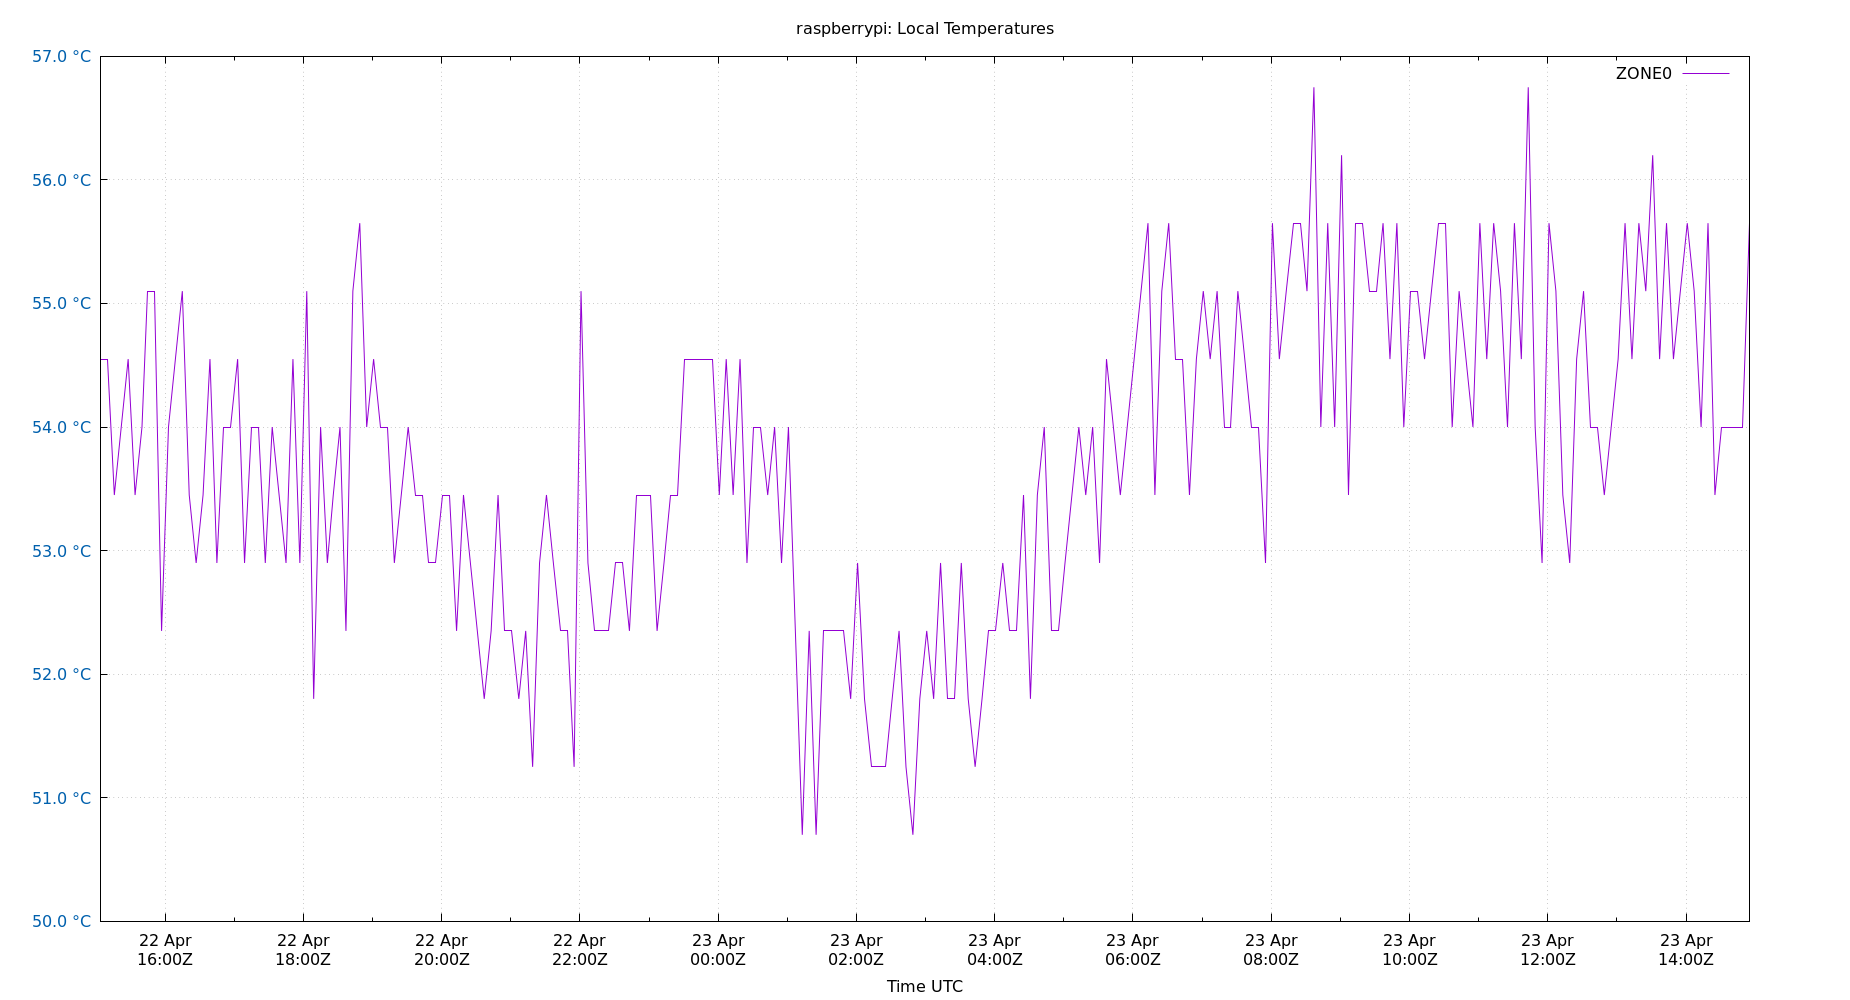 raspberrypi: Local Temperatures
57.0 °C
ZONE0
56.0 °C
55.0 °C
54.0 °C
53.0 °C
52.0 °C
51.0 °C
50.0 °C
22 Apr 22 Apr 22 Apr 22 Apr 23 Apr 23 Apr 23 Apr 23 Apr 23 Apr 23 Apr 23 Apr 23 Apr
16:00Z 18:00Z 20:00Z 22:00Z 00:00Z 02:00Z 04:00Z 06:00Z 08:00Z 10:00Z 12:00Z 14:00Z
Time UTC